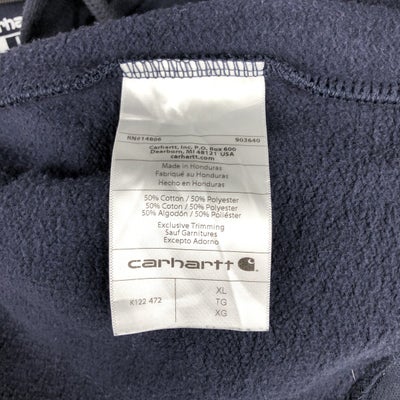 RN#14806 903640
Carhartt, Inc. P.O. Box 600
Dearborn, MI 48121 USA
carhartt.com
Made in Honduras
Fabriqué au Honduras
Hecho en Honduras
50% Cotton / 50% Polyester
50% Coton / 50% Polyester
50% Algodón / 50% Poliéster
Exclusive Trimming
Sauf Garnitures
Excepto Adorno
carhartt
K122 472
XL
TG
XG